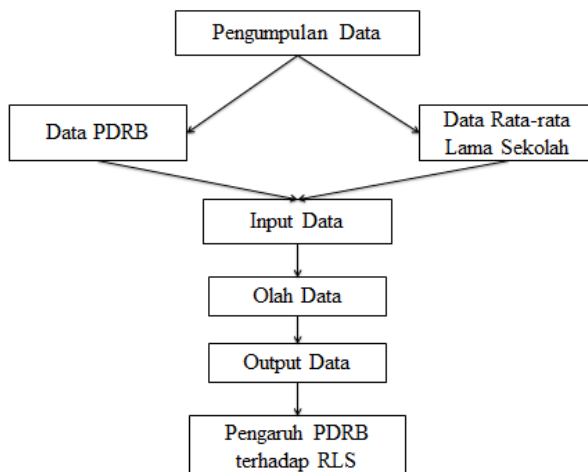 Pengumpulan Data
Data PDRB
Data Rata-rata
Lama Sekolah
Input Data
Olah Data
Output Data
Pengaruh PDRB
terhadap RLS